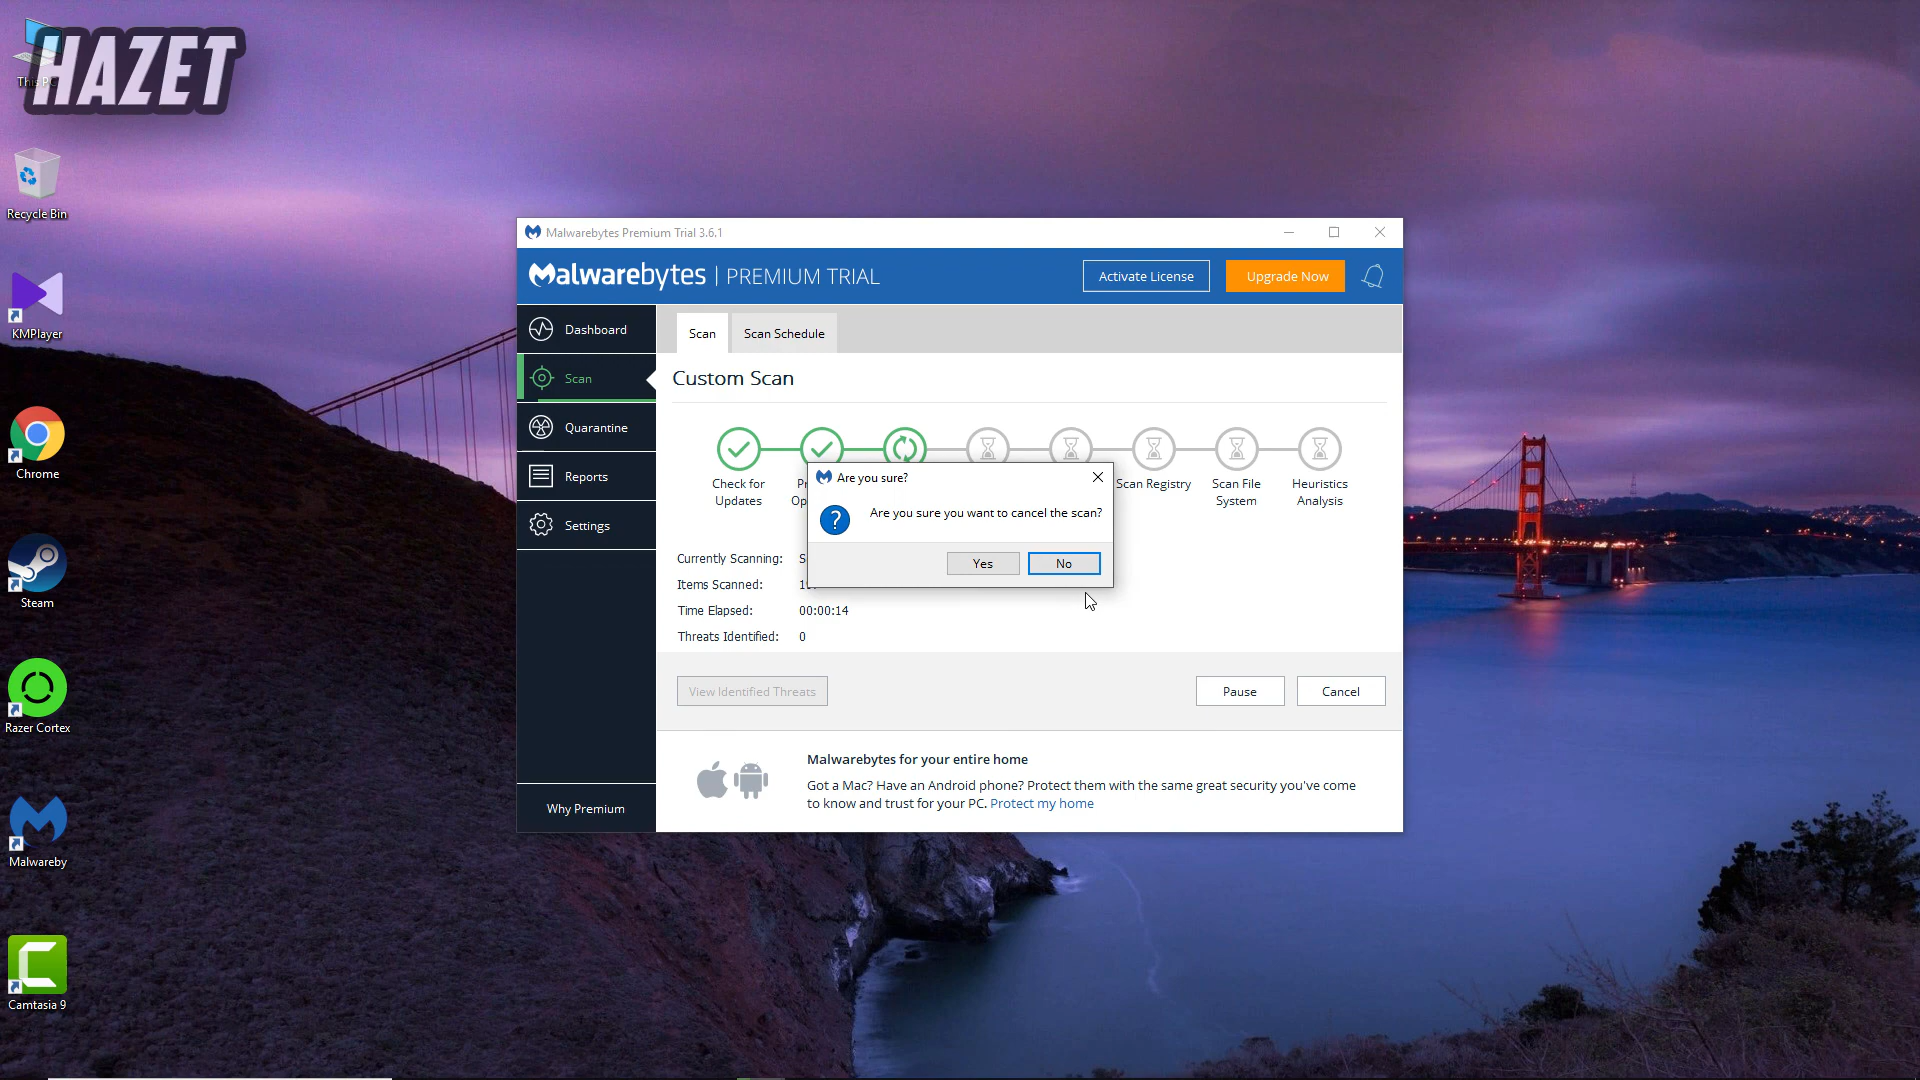 HAZET
This PC
Recycle Bin
KMPlayer
Chrome
Steam
Razer Cortex
Malwareby
Camtasia 9
Malwarebytes Premium Trial 3.6.1
Malwarebytes | PREMIUM TRIAL
Activate License
Upgrade Now
Dashboard
Scan
Quarantine
Reports
Settings
Why Premium
Scan
Scan Schedule
Custom Scan
Check for
Updates
Scan Registry
Scan File
System
Heuristics
Analysis
Are you sure?
Are you sure you want to cancel the scan?
Yes
No
Currently Scanning:
Items Scanned:
Time Elapsed: 00:00:14
Threats Identified: 0
View Identified Threats
Pause
Cancel
Malwarebytes for your entire home
Got a Mac? Have an Android phone? Protect them with the same great security you've come
to know and trust for your PC. Protect my home